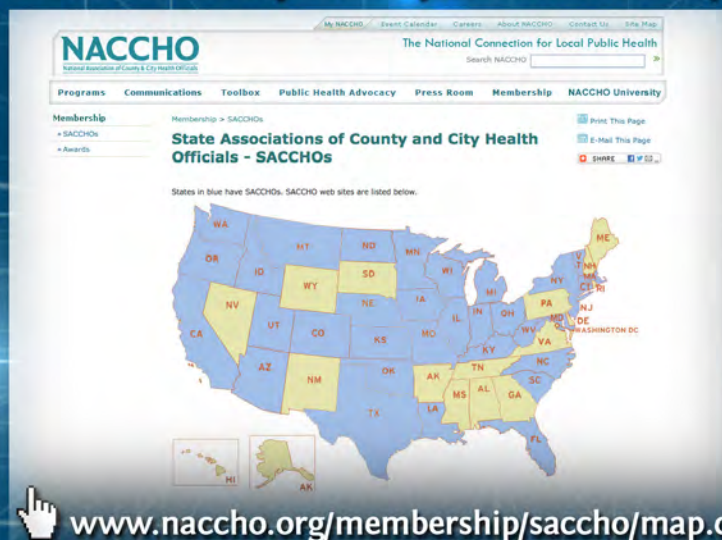 My NACCHO Event Calendar Careers About NACCHO Contact Us Site Map
NACCHO
National Association of County & City Health Officials
The National Connection for Local Public Health
Search NACCHO
Programs Communications Toolbox Public Health Advocacy Press Room Membership NACCHO University
Membership
SACCHOs
Awards
Membership > SACCHOs
State Associations of County and City Health
Officials - SACCHOs
Print This Page
E-Mail This Page
SHARE
States in blue have SACCHOs. SACCHO web sites are listed below.
WA
MT
ND
MN
ME
OR
ID
SD
WI
V
T
NH
WY
MI
NY
MA
CT
RI
NV
NE
IA
PA
NJ
IL
IN
OH
MD
DE
UT
CO
WV
WASHINGTON DC
CA
KS
MO
VA
KY
AZ
NM
OK
AK
TN
NC
SC
MS
AL
GA
TX
LA
FL
HI
AK
www.naccho.org/membership/saccho/map.c